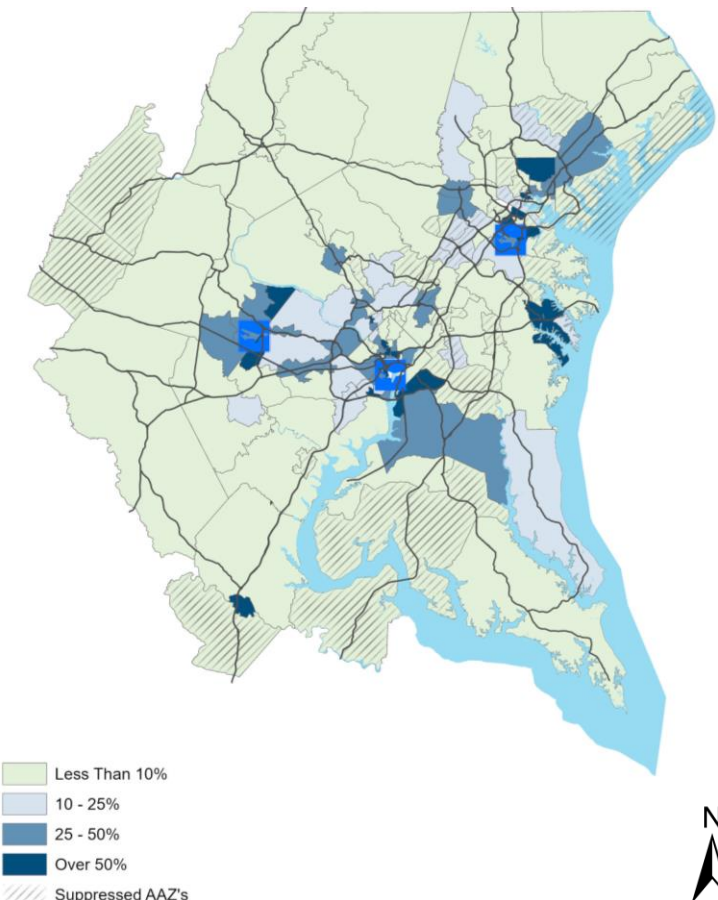 Less Than 10%
10 - 25%
25 - 50%
Over 50%
Suppressed AAZ's
N